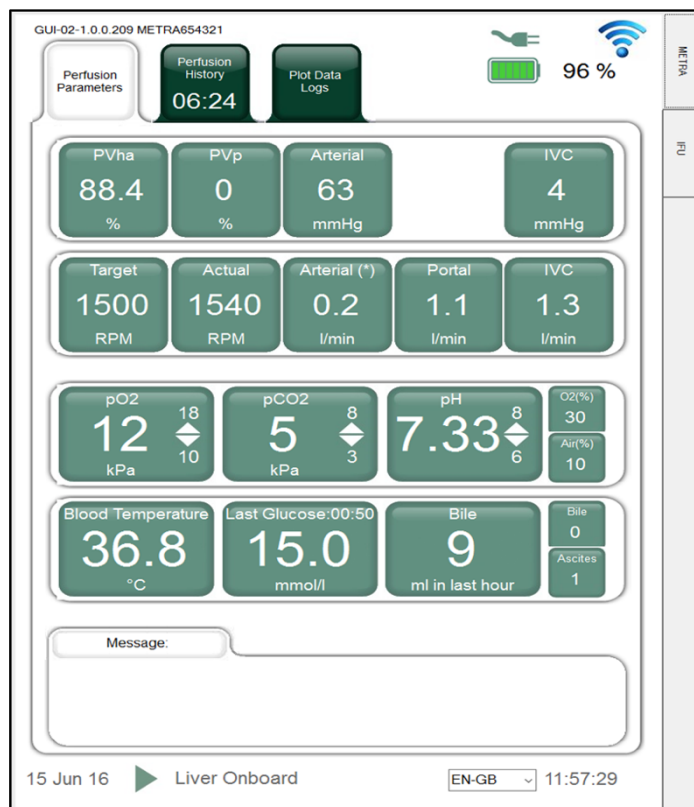 GUI-02-1.0.0.209 METRA654321
96 %
METRA
IFU
Perfusion
Parameters
Perfusion
History
06:24
Plot Data
Logs
PVha
88.4
%
PVp
0
%
Arterial
63
mmHg
IVC
4
mmHg
Target
1500
RPM
Actual
1540
RPM
Arterial (*)
0.2
l/min
Portal
1.1
l/min
IVC
1.3
l/min
pO2
12
18
10
kPa
pCO2
5
8
3
kPa
pH
7.33
8
6
O2(%)
30
Air(%)
10
Blood Temperature
36.8
°C
Last Glucose:00:50
15.0
mmol/l
Bile
9
ml in last hour
Bile
0
Ascites
1
Message:
15 Jun 16
Liver Onboard
EN-GB
11:57:29